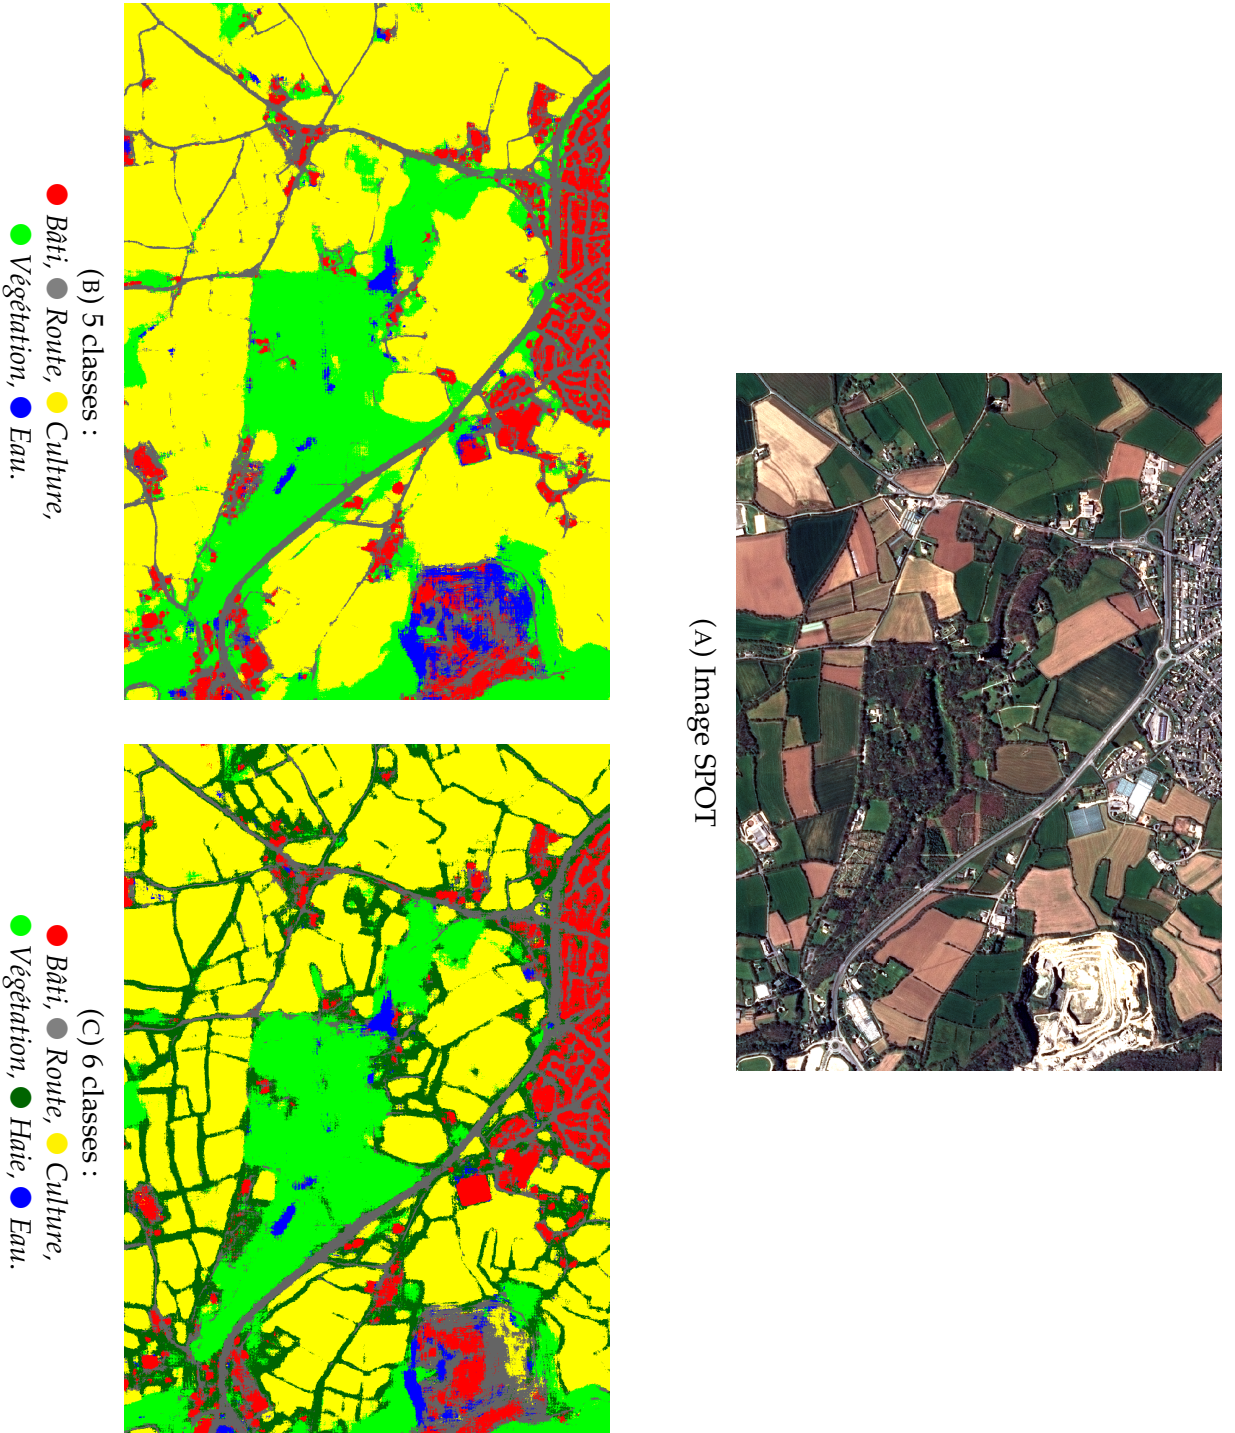 (A) Image SPOT
(B) 5 classes :
Bâti, Route, Culture,
Végétation, Eau.
(C) 6 classes :
Bâti, Route, Culture,
Végétation, Haie, Eau.